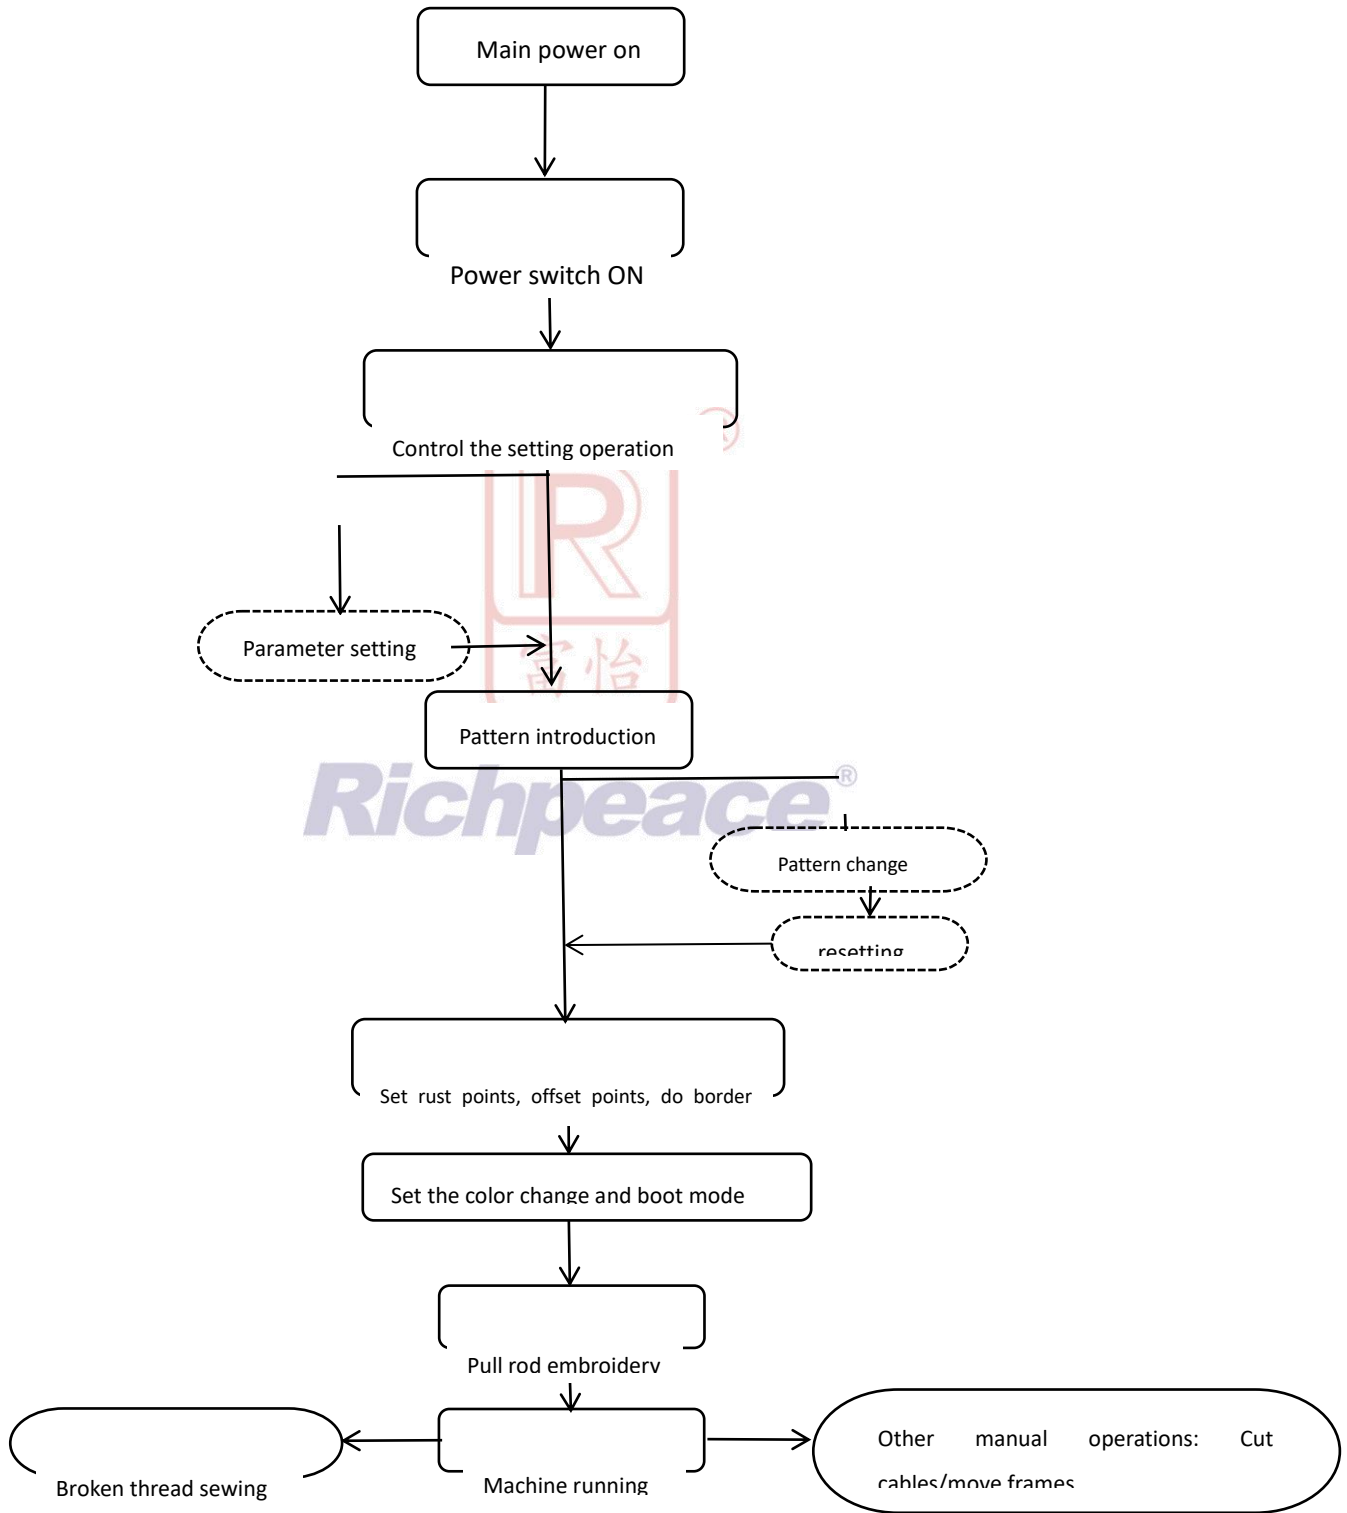 Main power on
Power switch ON
Control the setting operation
R
Parameter setting
富怡
Pattern introduction
Richpeace®
Pattern change
resetting
Set rust points, offset points, do border
Set the color change and boot mode
Pull rod embroidery
Other manual operations: Cut
cables/move frames
Broken thread sewing
Machine running